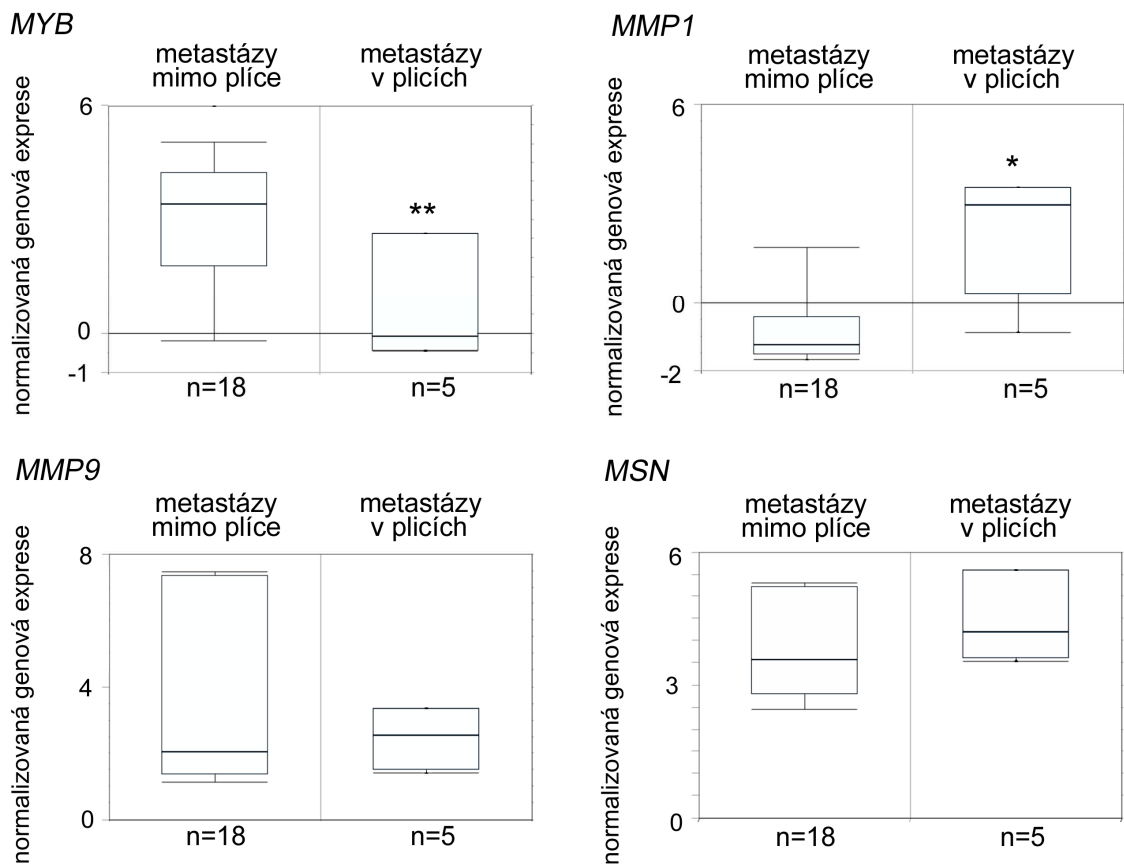 MYB
metastázy
mimo plíce
metastázy
v plicích
normalizovaná genová exprese
6
0
-1
n=18
n=5
**
MMP1
metastázy
mimo plíce
metastázy
v plicích
normalizovaná genová exprese
6
0
-2
n=18
n=5
*
MMP9
metastázy
mimo plíce
metastázy
v plicích
normalizovaná genová exprese
8
4
0
n=18
n=5
MSN
metastázy
mimo plíce
metastázy
v plicích
normalizovaná genová exprese
6
3
0
n=18
n=5